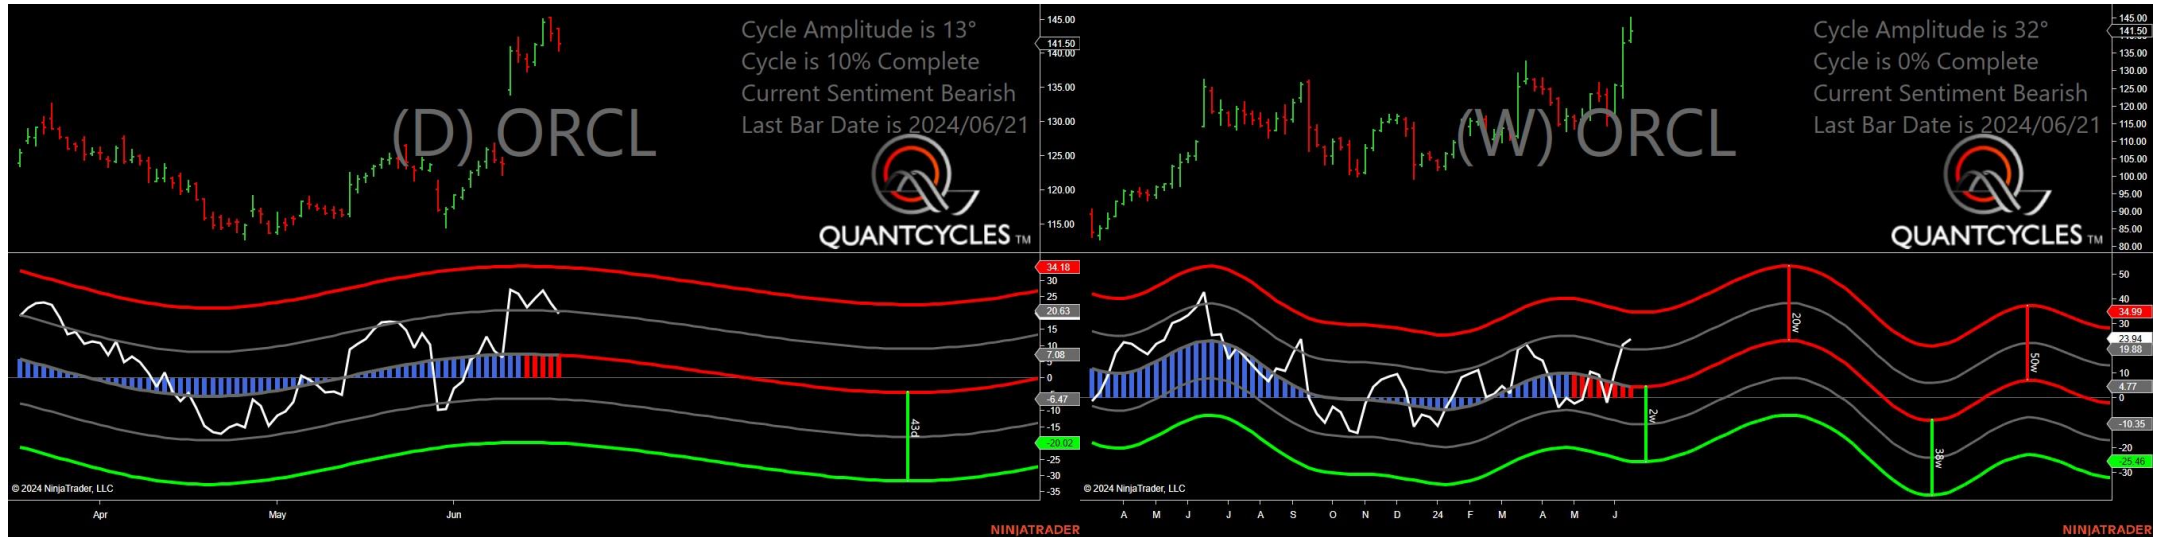 Cycle Amplitude is 13°
Cycle is 10% Complete
Current Sentiment Bearish
Last Bar Date is 2024/06/21
(D) ORCL
QUANTCYCLES TM
145.00
141.50
140.00
135.00
130.00
125.00
120.00
115.00
34.18
30
25
20.63
15
10
7.08
0
-6.47
-10
-15
-20.02
-25
-30
-35
43d
© 2024 NinjaTrader, LLC
Apr May Jun
NINJATRADER
Cycle Amplitude is 32°
Cycle is 0% Complete
Current Sentiment Bearish
Last Bar Date is 2024/06/21
(W) ORCL
QUANTCYCLES TM
145.00
141.50
135.00
130.00
125.00
120.00
115.00
110.00
105.00
100.00
95.00
90.00
85.00
80.00
50
40
34.99
30
23.94
19.88
10
4.77
0
-10.35
-20
-25.46
-30
2w
20w
38w
50w
© 2024 NinjaTrader, LLC
A M J J A S O N D 24 F M A M J
NINJATRADER